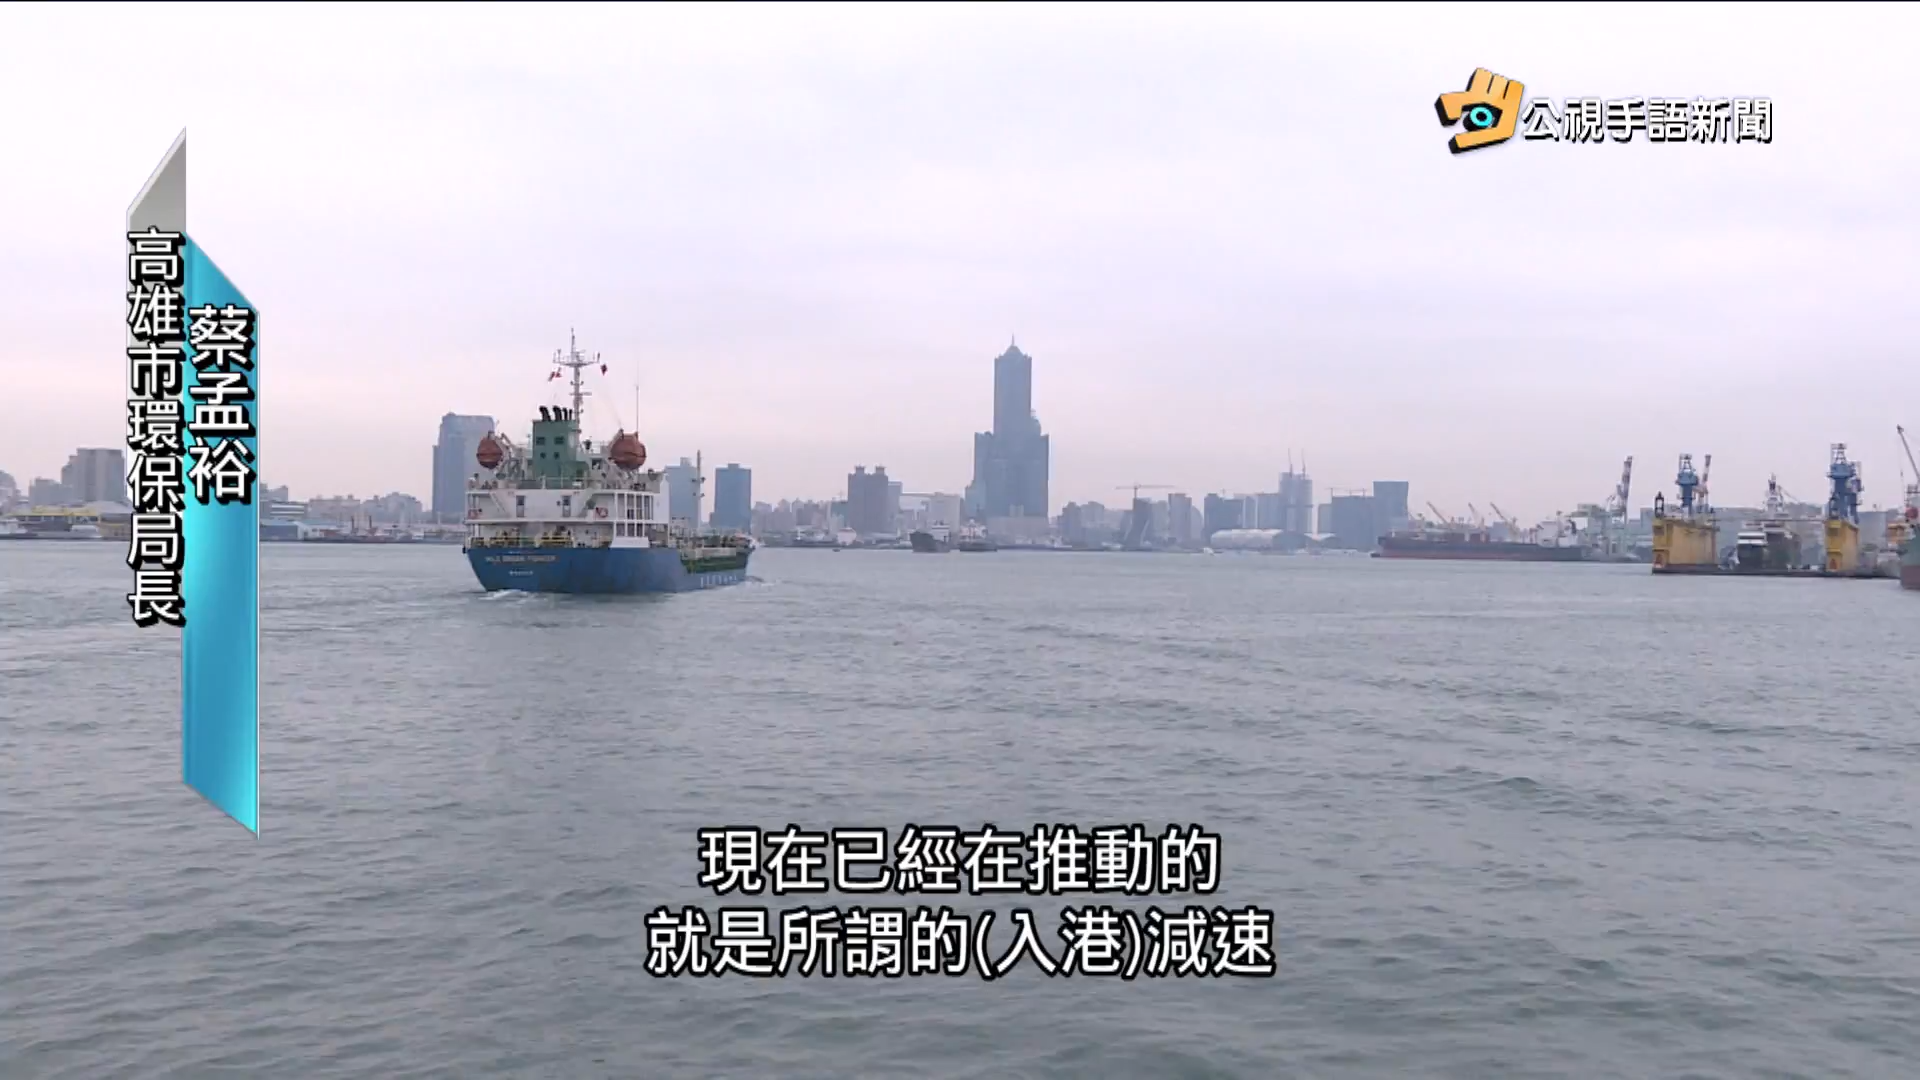 公視手語新聞
高雄市環保局長
蔡孟裕
現在已經在推動的
就是所謂的(入港)減速